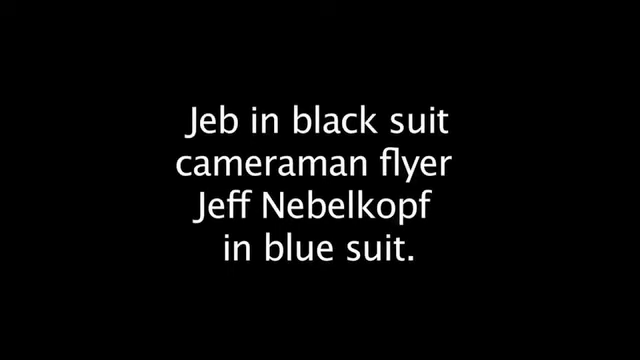 Jeb in black suit
cameraman flyer
Jeff Nebelkopf
in blue suit.